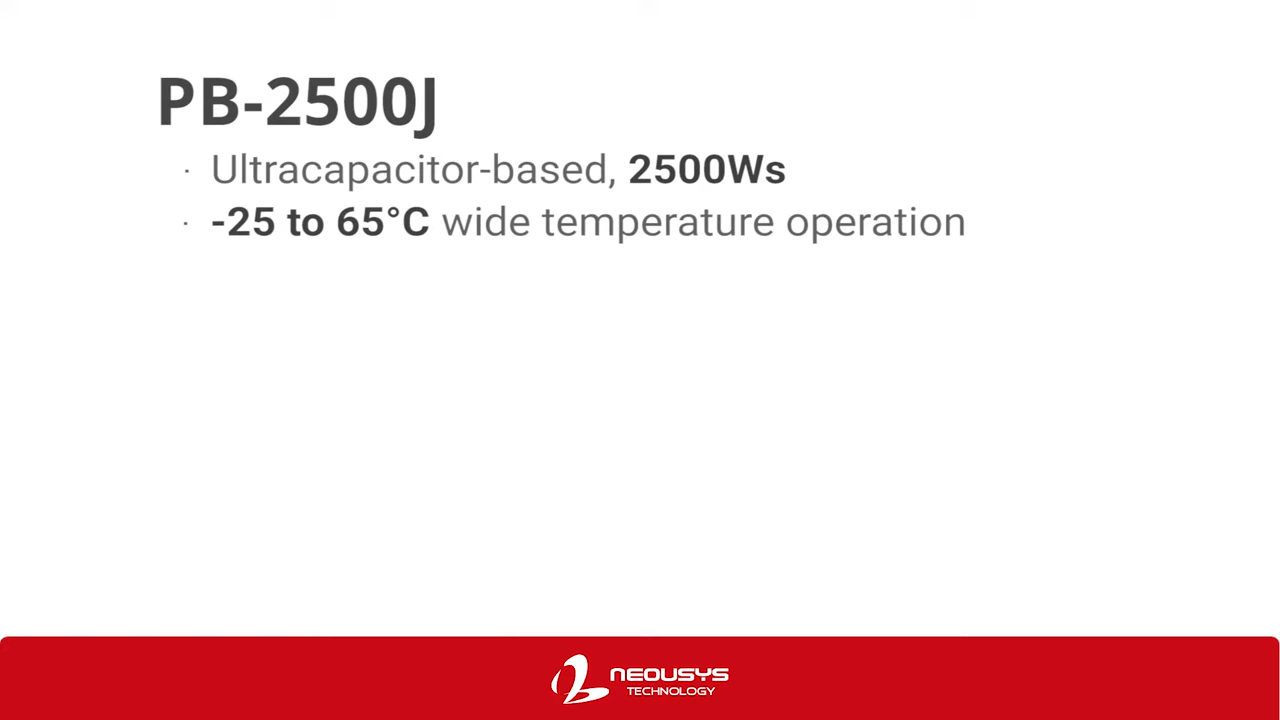 PB-2500J
· Ultracapacitor-based, 2500Ws
· -25 to 65°C wide temperature operation
NEOUSYS
TECHNOLOGY